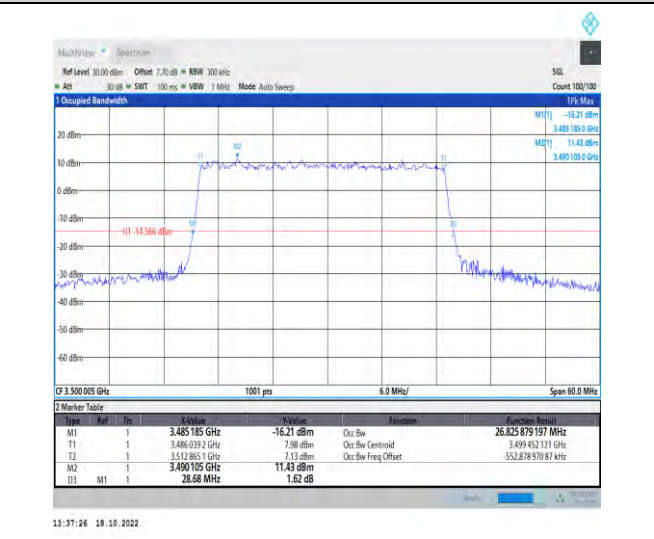 MultiView Spectrum
Ref Level 30.00 dBm Offset 7.70 dB RBW 300 kHz SGL
Att 30 dB SWT 100 ms VBW 1 MHz Mode Auto Sweep Count 100/100
1 Occupied Bandwidth 1Pk Max
M1[1] -16.21 dBm
20 dBm
M2[1] 11.43 dBm
3.490 105 0 GHz
M2
T1
10 dBm
0 dBm
-10 dBm
M1
H1 -14.566 dBm
-20 dBm
-30 dBm
-40 dBm
-50 dBm
-60 dBm
CF 3.500 005 GHz 1001 pts 6.0 MHz/ Span 60.0 MHz
2 Marker Table
Type Ref Trc X-Value Y-Value Function Function Result
M1 1 3.485 185 GHz -16.21 dBm Occ Bw 26.825 879 197 MHz
T1 1 3.486 039 2 GHz 7.98 dBm Occ Bw Centroid 3.499 452 121 GHz
T2 1 3.512 865 1 GHz 7.13 dBm Occ Bw Freq Offset -552.878 970 87 kHz
M2 1 3.490 105 GHz 11.43 dBm
D3 M1 1 28.68 MHz 1.62 dB
13:37:26 18.10.2022